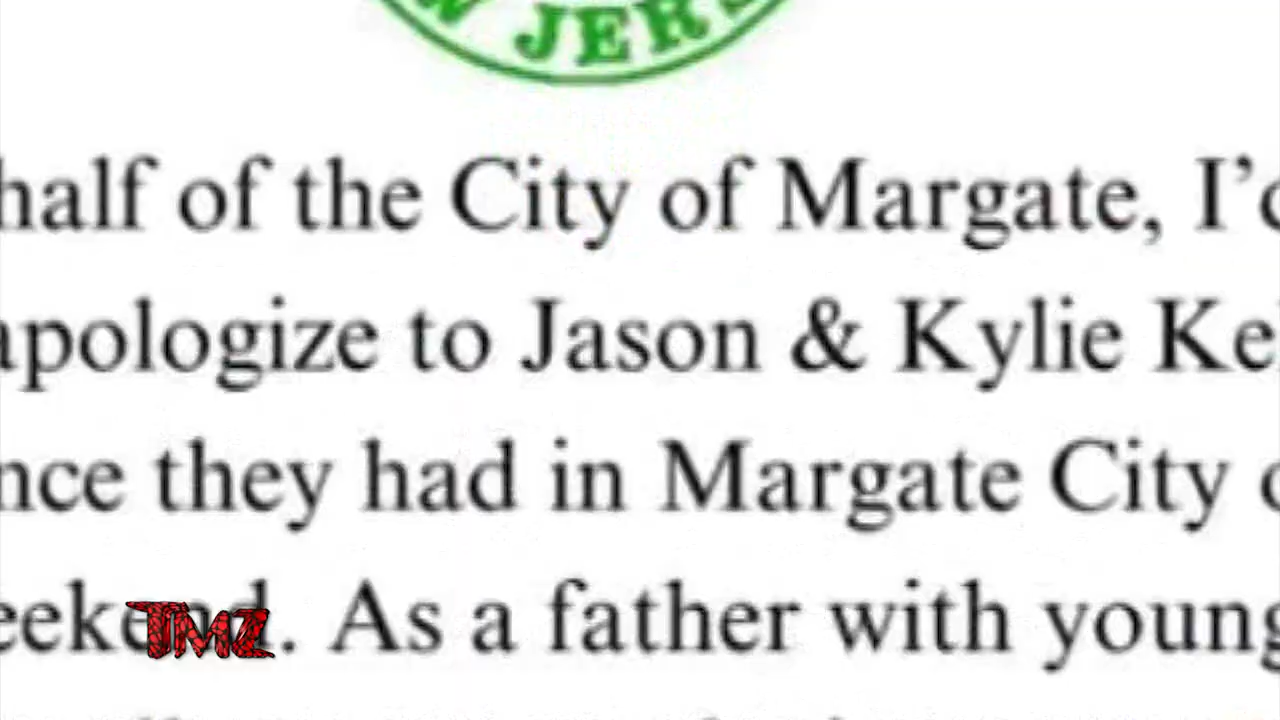 W JERS
half of the City of Margate, I'd
apologize to Jason & Kylie Ke
nce they had in Margate City o
eekend. As a father with young
TMZ